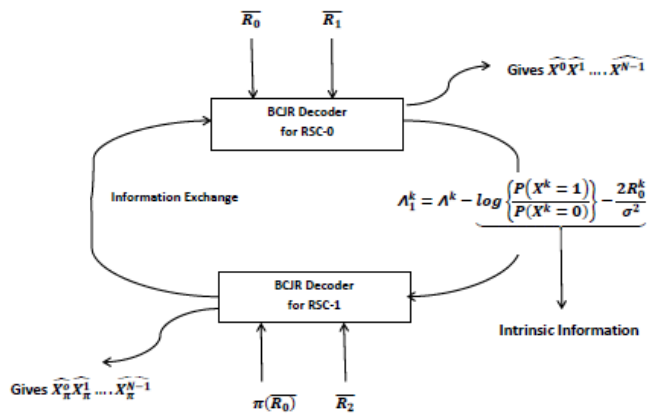 R̅₀ R̅₁
Gives X̂⁰X̂¹ .... X̂ᴺ⁻¹
BCJR Decoder
for RSC-0
Information Exchange
Λ₁ᵏ = Λᵏ − log {P(Xᵏ = 1) / P(Xᵏ = 0)} − 2R₀ᵏ / σ²
BCJR Decoder
for RSC-1
Intrinsic Information
Gives X̂π⁰X̂π¹ .... X̂πᴺ⁻¹
π(R̅₀) R̅₂